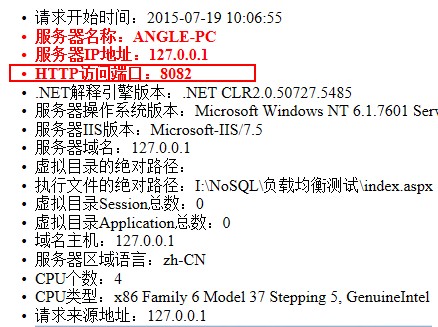 请求开始时间：2015-07-19 10:06:55
服务器名称：ANGLE-PC
服务器IP地址：127.0.0.1
HTTP访问端口：8082
.NET解释引擎版本：.NET CLR2.0.50727.5485
服务器操作系统版本：Microsoft Windows NT 6.1.7601 Serv
服务器IIS版本：Microsoft-IIS/7.5
服务器域名：127.0.0.1
虚拟目录的绝对路径：
执行文件的绝对路径：I:\NoSQL\负载均衡测试\index.aspx
虚拟目录Session总数：0
虚拟目录Application总数：0
域名主机：127.0.0.1
服务器区域语言：zh-CN
CPU个数：4
CPU类型：x86 Family 6 Model 37 Stepping 5, GenuineIntel
请求来源地址：127.0.0.1